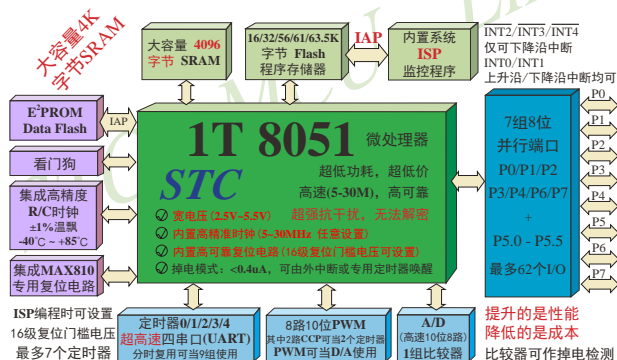 大容量4K
字节SRAM
大容量 4096
字节 SRAM
16/32/56/61/63.5K
字节 Flash
程序存储器
IAP
内置系统
ISP
监控程序
INT2/INT3/INT4
仅可下降沿中断
INT0/INT1
上升沿/下降沿中断均可
E²PROM
Data Flash
IAP
看门狗
集成高精度
R/C时钟
±1%温飘
-40℃ ~ +85℃
集成MAX810
专用复位电路
1T 8051 微处理器
STC
超低功耗，超低价
高速(5-30M)，高可靠
宽电压(2.5V~5.5V) 超强抗干扰，无法解密
内置高精准时钟(5~30MHz 任意设置)
内置高可靠复位电路(16级复位门槛电压可设置)
掉电模式：<0.4uA，可由外中断或专用定时器唤醒
7组8位
并行端口
P0/P1/P2
P3/P4/P6/P7
+
P5.0 - P5.5
最多62个I/O
P0
P1
P2
P3
P4
P5
P6
P7
ISP编程时可设置
16级复位门槛电压
最多7个定时器
定时器0/1/2/3/4
超高速四串口(UART)
分时复用可当9组使用
8路10位PWM
其中2路CCP可当2个定时器
PWM可当D/A使用
A/D
(高速10位8路)
1组比较器
提升的是性能
降低的是成本
比较器可作掉电检测